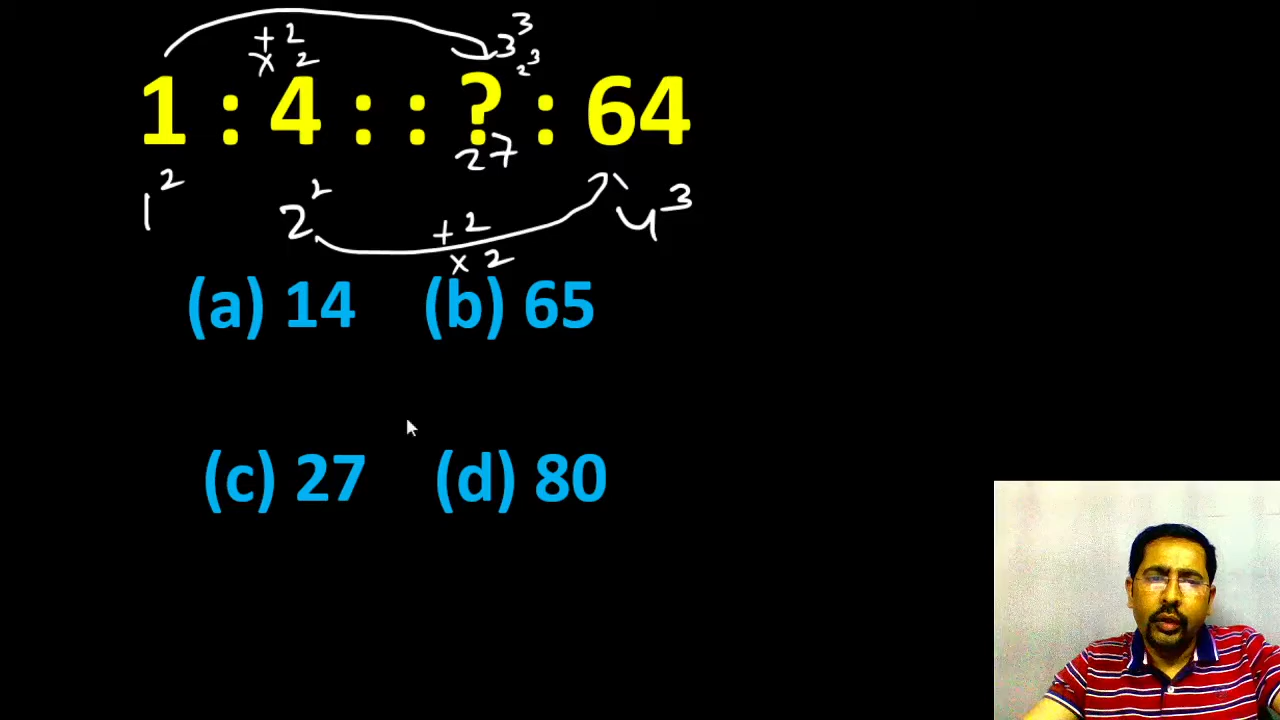 +2 3³
×2 2³
1 : 4 : : ? : 64
27
1² 2² +2 4³
×2
(a) 14 (b) 65
(c) 27 (d) 80